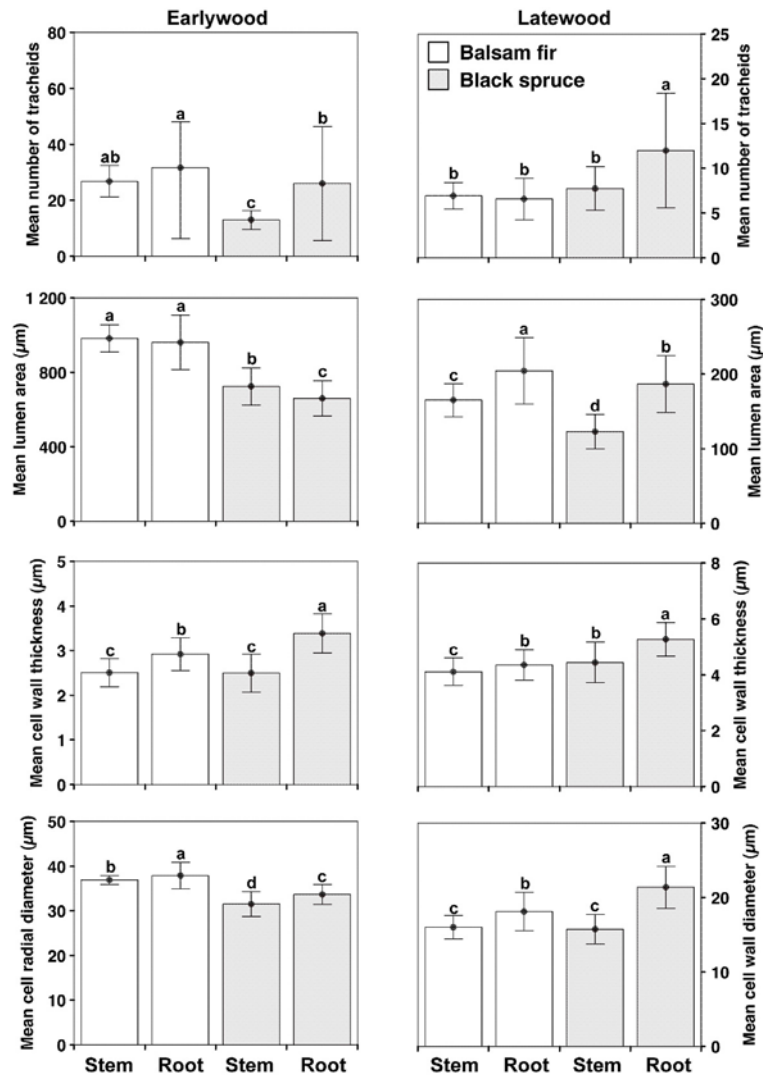 Earlywood
Latewood
Balsam fir
Black spruce
Mean number of tracheids
80
60
40
20
0
ab
a
c
b
25
20
15
10
5
0
Mean number of tracheids
b
b
b
a
Mean lumen area (µm)
1 200
800
400
0
a
a
b
c
300
200
100
0
Mean lumen area (µm)
c
a
d
b
Mean cell wall thickness (µm)
5
4
3
2
1
0
c
b
c
a
8
6
4
2
0
Mean cell wall thickness (µm)
c
b
b
a
Mean cell radial diameter (µm)
50
40
30
20
10
0
b
a
d
c
30
20
10
0
Mean cell wall diameter (µm)
c
b
c
a
Stem Root Stem Root
Stem Root Stem Root